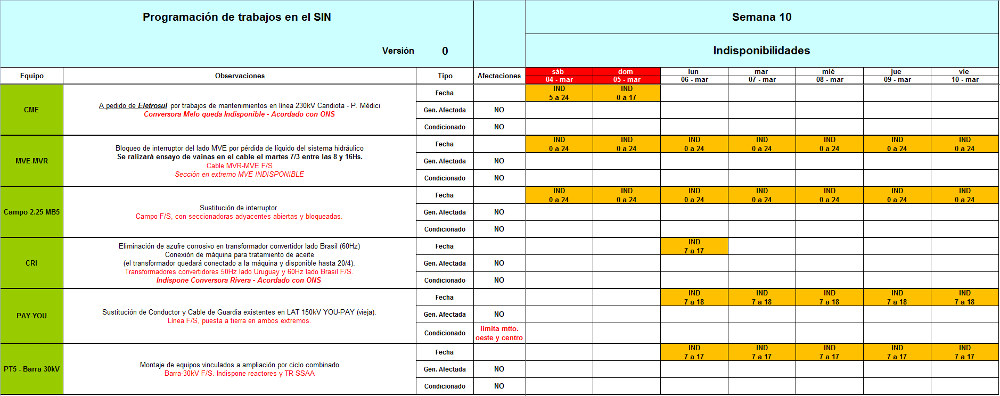 Programación de trabajos en el SIN
Semana 10
Versión 0
Indisponibilidades
Equipo Observaciones Tipo Afectaciones sáb dom lun mar mié jue vie
04 - mar 05 - mar 06 - mar 07 - mar 08 - mar 09 - mar 10 - mar
CME
A pedido de Eletrosul por trabajos de mantenimientos en línea 230kV Candiota - P. Médici
Conversora Melo queda Indisponible - Acordado con ONS
Fecha IND IND
5 a 24 0 a 17
Gen. Afectada NO
Condicionado NO
MVE-MVR
Bloqueo de interruptor del lado MVE por pérdida de líquido del sistema hidráulico
Se ralizará ensayo de vainas en el cable el martes 7/3 entre las 8 y 16Hs.
Cable MVR-MVE F/S
Sección en extremo MVE INDISPONIBLE
Fecha IND IND IND IND IND IND IND
0 a 24 0 a 24 0 a 24 0 a 24 0 a 24 0 a 24 0 a 24
Gen. Afectada NO
Condicionado NO
Campo 2.25 MB5
Sustitución de interruptor.
Campo F/S, con seccionadoras adyacentes abiertas y bloqueadas.
Fecha IND IND IND IND IND IND IND
0 a 24 0 a 24 0 a 24 0 a 24 0 a 24 0 a 24 0 a 24
Gen. Afectada NO
Condicionado NO
CRI
Eliminación de azufre corrosivo en transformador convertidor lado Brasil (60Hz)
Conexión de máquina para tratamiento de aceite
(el transformador quedará conectado a la máquina y disponible hasta 20/4).
Transformadores convertidores 50Hz lado Uruguay y 60Hz lado Brasil F/S.
Indispone Conversora Rivera - Acordado con ONS
Fecha IND
7 a 17
Gen. Afectada NO
Condicionado NO
PAY-YOU
Sustitución de Conductor y Cable de Guardia existentes en LAT 150kV YOU-PAY (vieja).
Línea F/S, puesta a tierra en ambos extremos.
Fecha IND IND IND IND IND
7 a 18 7 a 18 7 a 18 7 a 18 7 a 18
Gen. Afectada NO
Condicionado limita mtto.
oeste y centro
PT5 - Barra 30kV
Montaje de equipos vinculados a ampliación por ciclo combinado
Barra-30kV F/S. Indispone reactores y TR SSAA
Fecha IND IND IND IND IND
7 a 17 7 a 17 7 a 17 7 a 17 7 a 17
Gen. Afectada NO
Condicionado NO